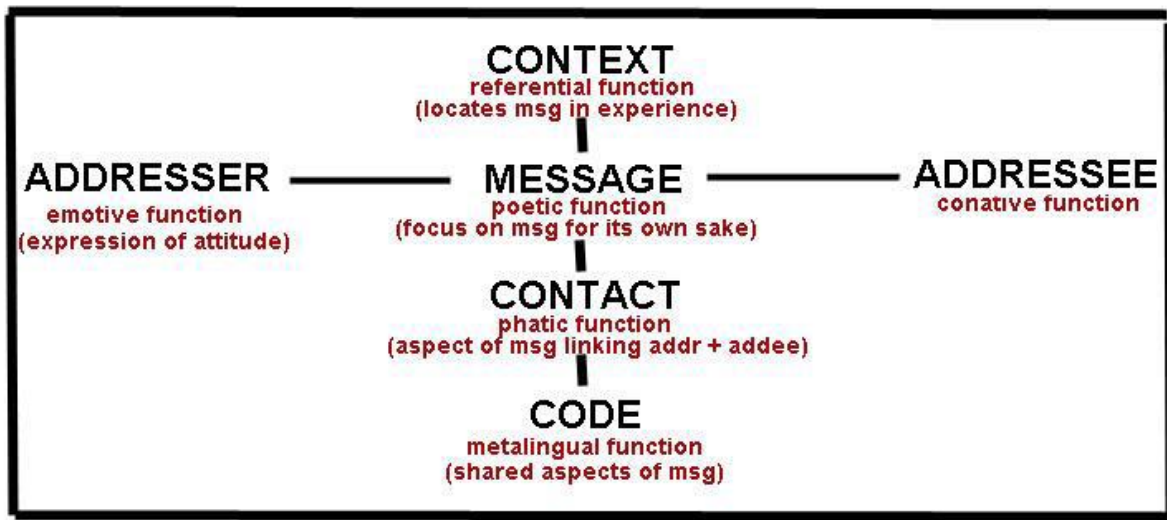 CONTEXT
referential function
(locates msg in experience)
ADDRESSER
emotive function
(expression of attitude)
MESSAGE
poetic function
(focus on msg for its own sake)
ADDRESSEE
conative function
CONTACT
phatic function
(aspect of msg linking addr + addee)
CODE
metalingual function
(shared aspects of msg)